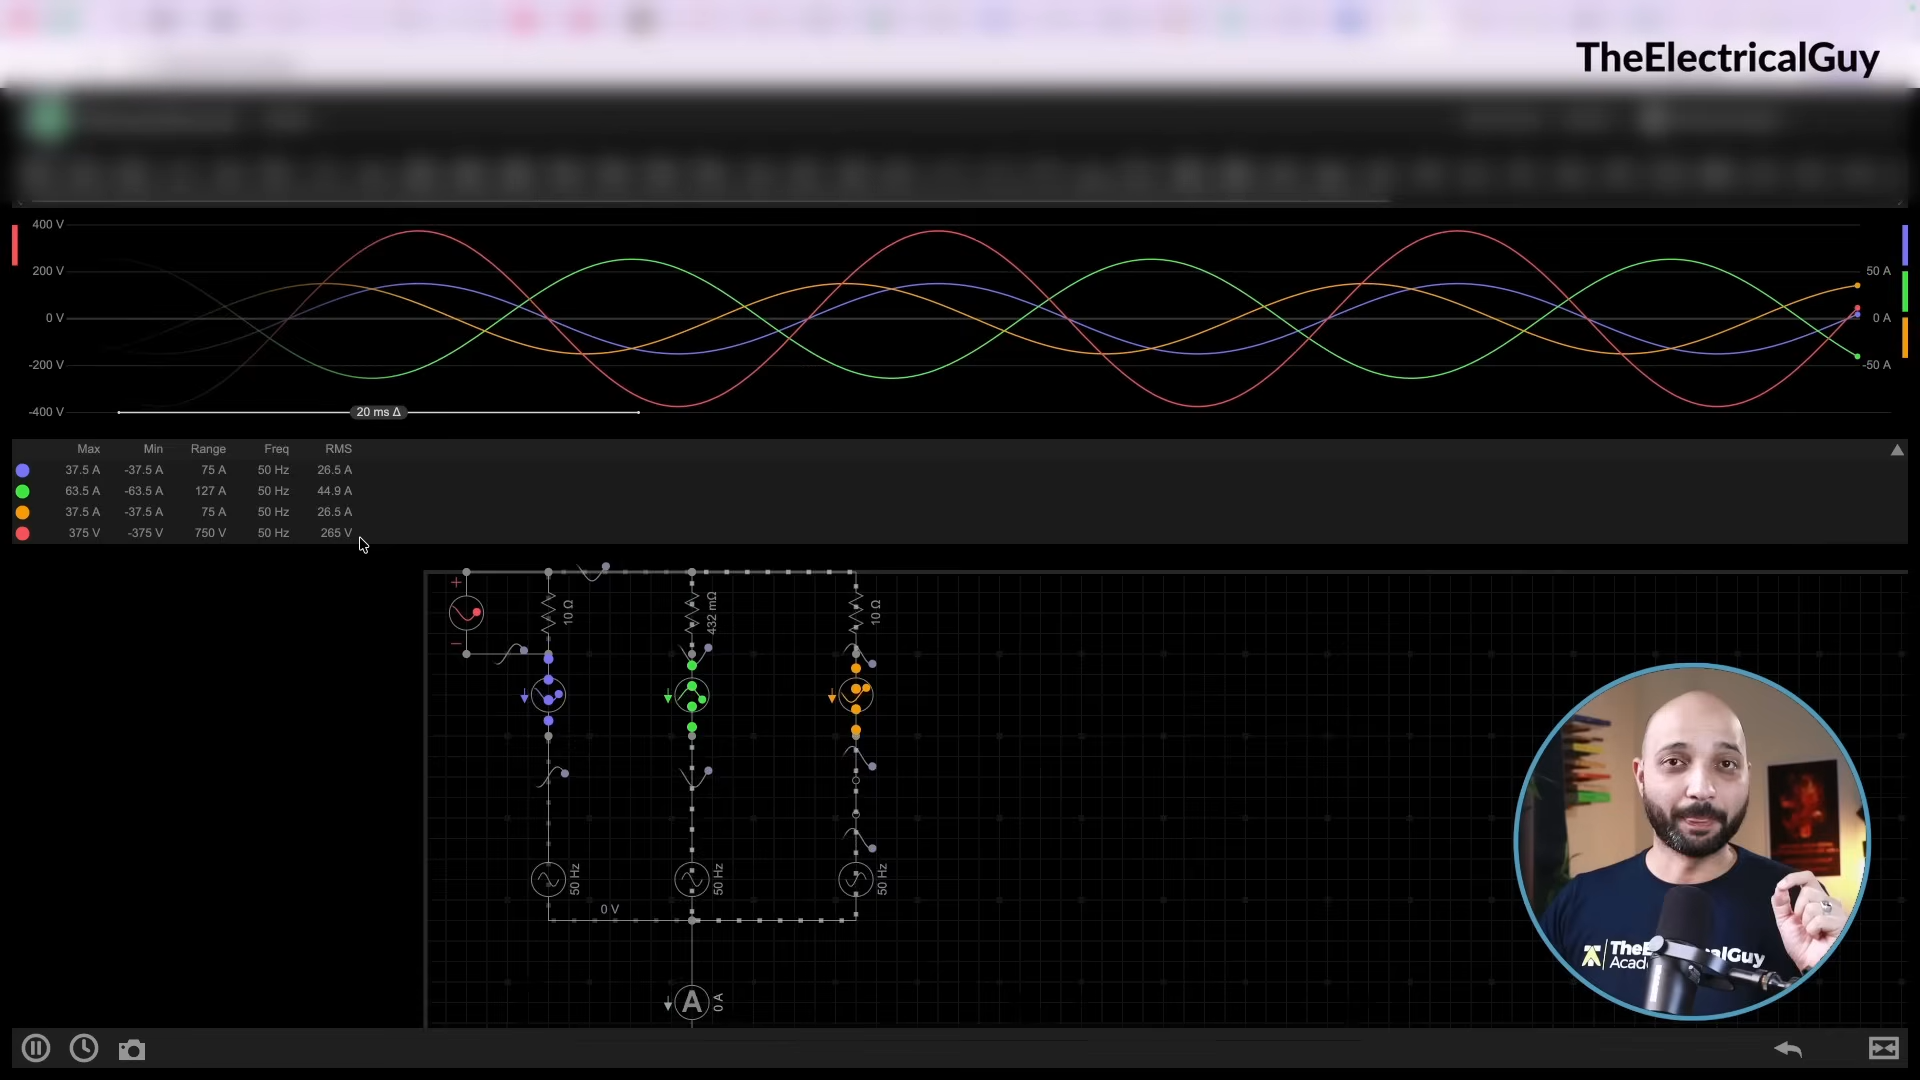 TheElectricalGuy
400 V
200 V
50 A
0 V
0 A
-200 V
-50 A
-400 V
20 ms Δ
Max Min Range Freq RMS
37.5 A -37.5 A 75 A 50 Hz 26.5 A
63.5 A -63.5 A 127 A 50 Hz 44.9 A
37.5 A -37.5 A 75 A 50 Hz 26.5 A
375 V -375 V 750 V 50 Hz 265 V
+
10 Ω
432 mΩ
10 Ω
−
50 Hz
50 Hz
50 Hz
0 V
A
0 A